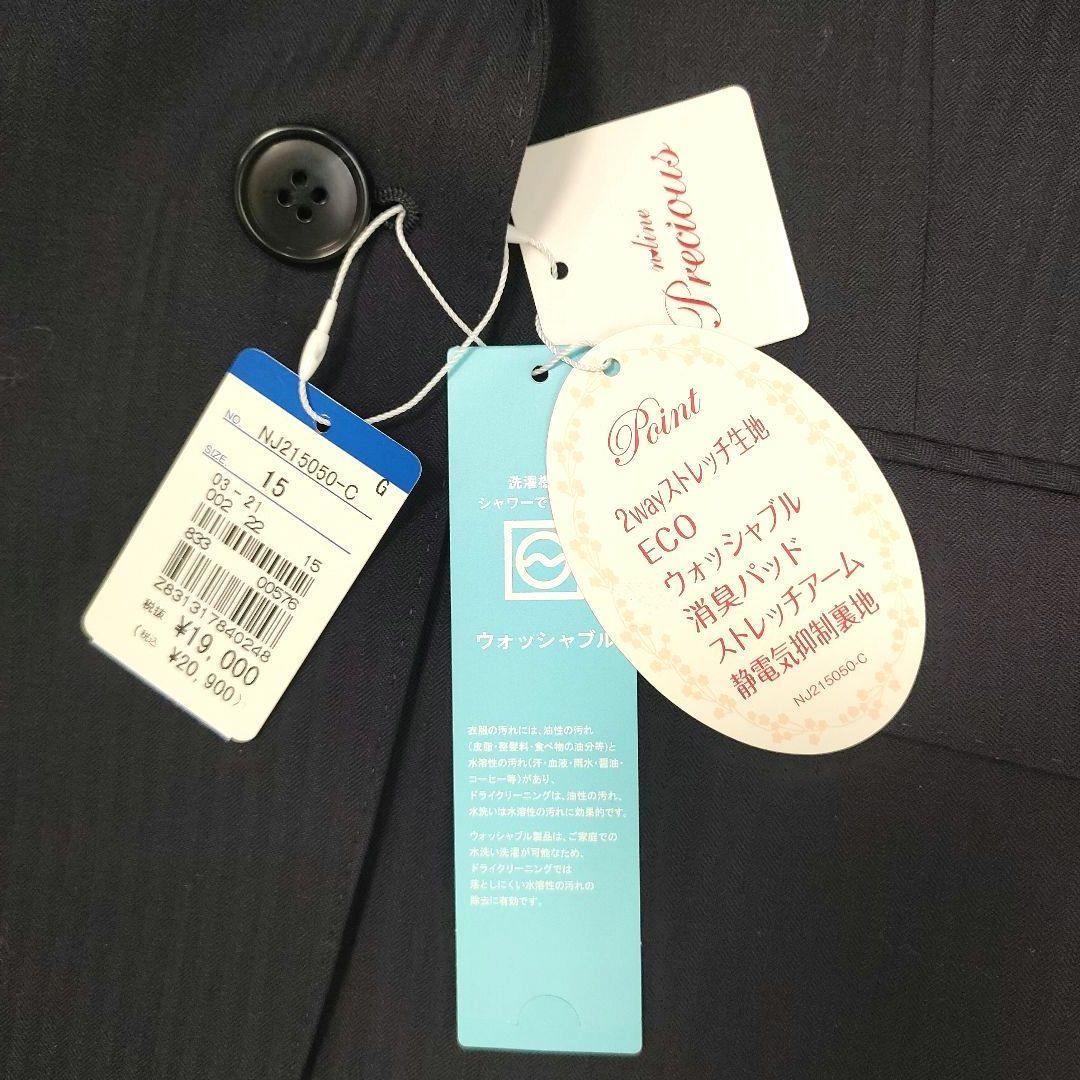 NO. NJ215050-C G
SIZE. 15
03-21
002 22 15
833 00576
Z831317840248
税抜 ¥19,000
(税込 ¥20,900)
n♥line
Precious
洗濯機
シャワーで
ウォッシャブル
衣服の汚れには、油性の汚れ
(皮脂・整髪料・食べ物の油分等)と
水溶性の汚れ(汗・血液・雨水・醤油・
コーヒー等)があり、
ドライクリーニングは、油性の汚れ、
水洗いは水溶性の汚れに効果的です。
ウォッシャブル製品は、ご家庭での
水洗い洗濯が可能なため、
ドライクリーニングでは
落としにくい水溶性の汚れの
除去に有効です。
Point
2wayストレッチ生地
ECO
ウォッシャブル
消臭パッド
ストレッチアーム
静電気抑制裏地
NJ215050-C